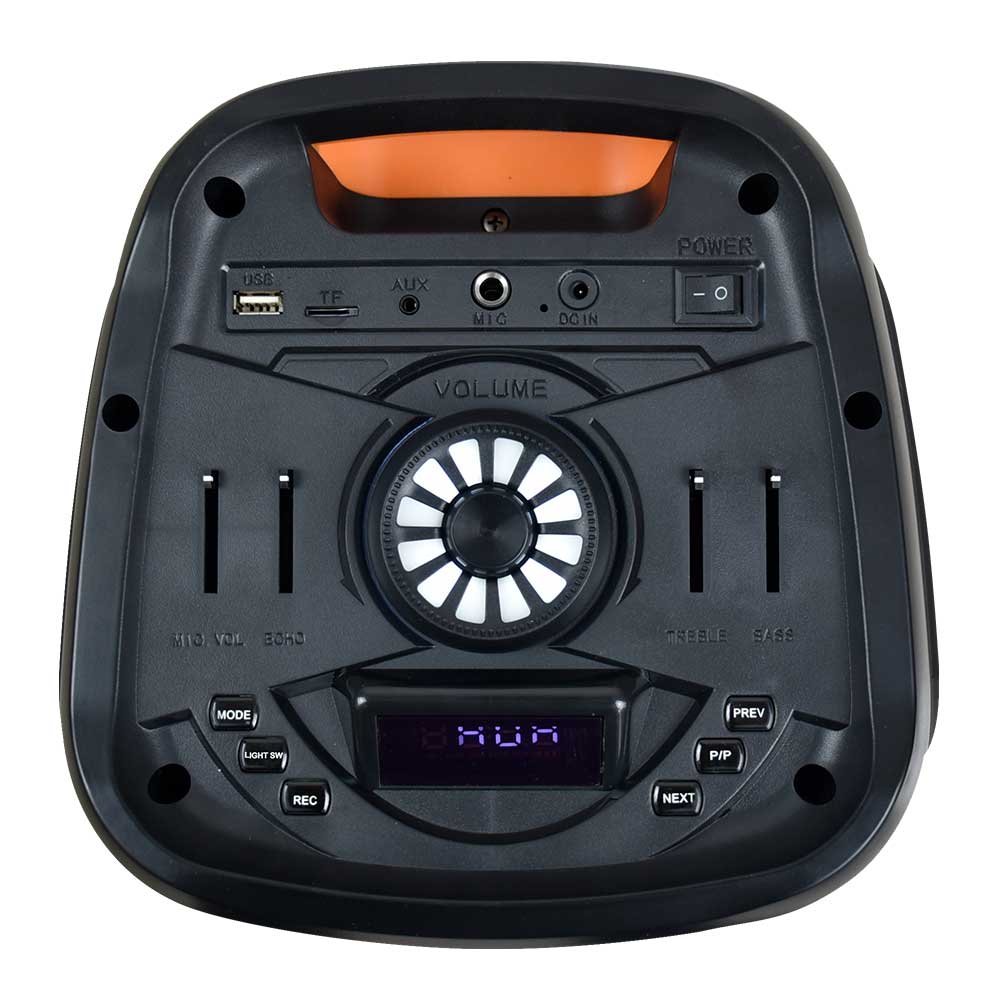 POWER
USB
TF
AUX
MIC
DC IN
– O
VOLUME
MIC. VOL
ECHO
TREBLE
BASS
MODE
PREV
LIGHT SW
P/P
REC
NEXT